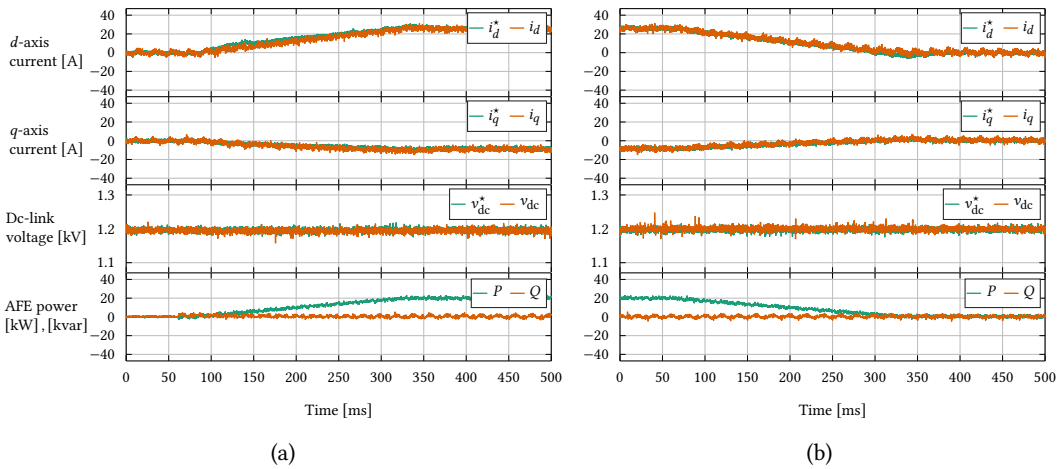 40
20
0
−20
−40
d-axis
current [A]
i⋆d id
40
20
0
−20
−40
i⋆d id
40
20
0
−20
−40
q-axis
current [A]
i⋆q iq
40
20
0
−20
−40
i⋆q iq
1.3
1.2
1.1
Dc-link
voltage [kV]
v⋆dc vdc
1.3
1.2
1.1
v⋆dc vdc
40
20
0
−20
−40
AFE power
[kW] , [kvar]
P Q
40
20
0
−20
−40
P Q
0 50 100 150 200 250 300 350 400 450 500
0 50 100 150 200 250 300 350 400 450 500
Time [ms]
Time [ms]
(a)
(b)